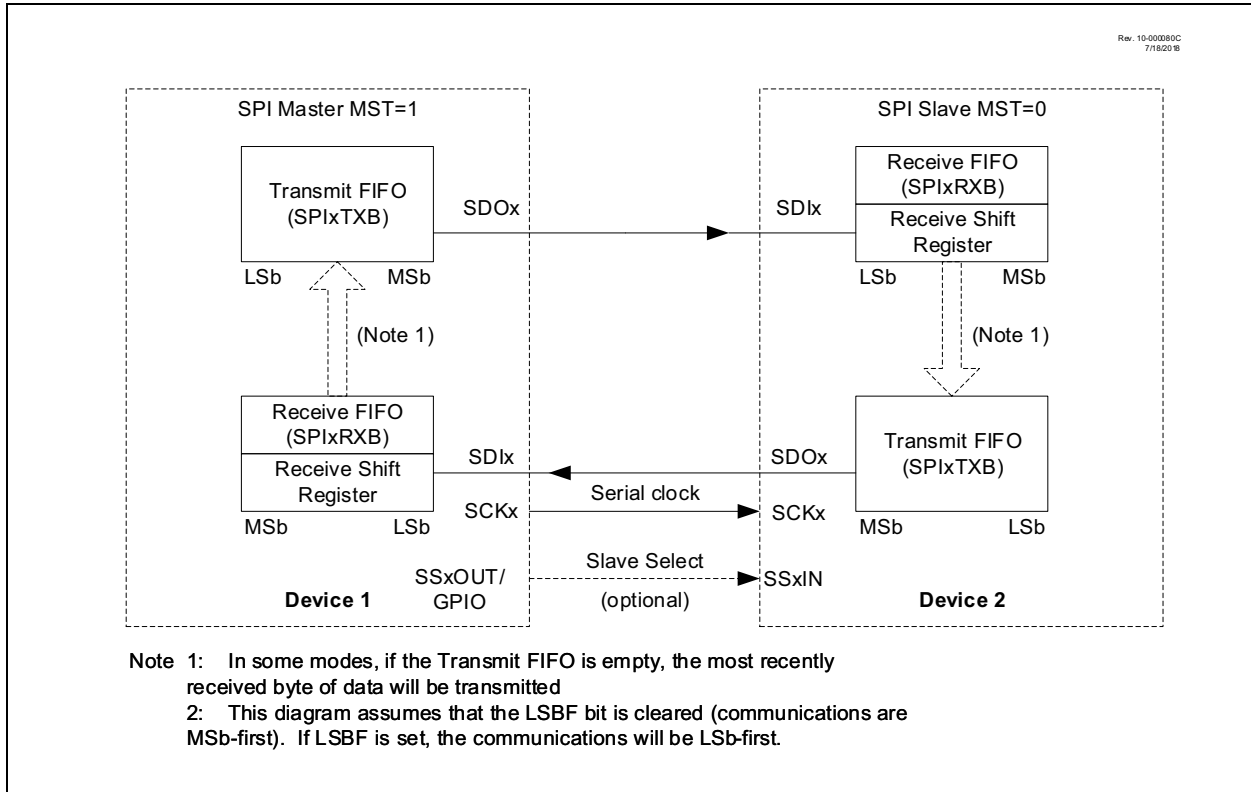 Rev. 10-000080C
7/18/2018
SPI Master MST=1
SPI Slave MST=0
Transmit FIFO
(SPIxTXB)
SDOx
SDIx
Receive FIFO
(SPIxRXB)
Receive Shift
Register
LSb
MSb
LSb
MSb
(Note 1)
(Note 1)
Receive FIFO
(SPIxRXB)
Receive Shift
Register
SDIx
SDOx
Transmit FIFO
(SPIxTXB)
Serial clock
MSb
LSb
SCKx
SCKx
MSb
LSb
SSxOUT/
GPIO
Slave Select
(optional)
SSxIN
Device 1
Device 2
Note 1: In some modes, if the Transmit FIFO is empty, the most recently
received byte of data will be transmitted
2: This diagram assumes that the LSBF bit is cleared (communications are
MSb-first). If LSBF is set, the communications will be LSb-first.